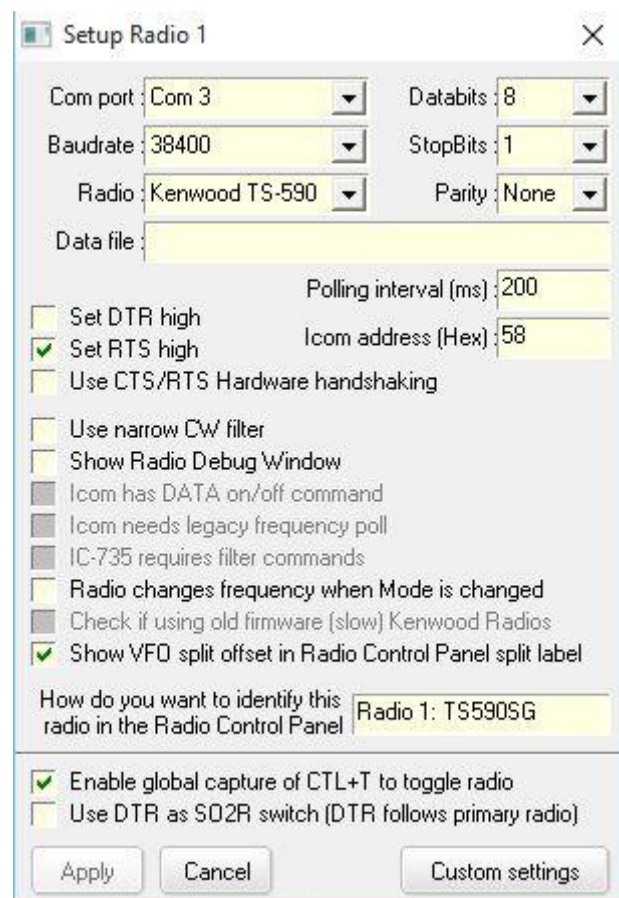 Setup Radio 1
Com port : Com 3 Databits : 8
Baudrate : 38400 StopBits : 1
Radio : Kenwood TS-590 Parity : None
Data file :
Polling interval (ms) : 200
Set DTR high
Icom address (Hex) : 58
Set RTS high
Use CTS/RTS Hardware handshaking
Use narrow CW filter
Show Radio Debug Window
Icom has DATA on/off command
Icom needs legacy frequency poll
IC-735 requires filter commands
Radio changes frequency when Mode is changed
Check if using old firmware (slow) Kenwood Radios
Show VFO split offset in Radio Control Panel split label
How do you want to identify this
radio in the Radio Control Panel
Radio 1: TS590SG
Enable global capture of CTL+T to toggle radio
Use DTR as SO2R switch (DTR follows primary radio)
Apply Cancel Custom settings